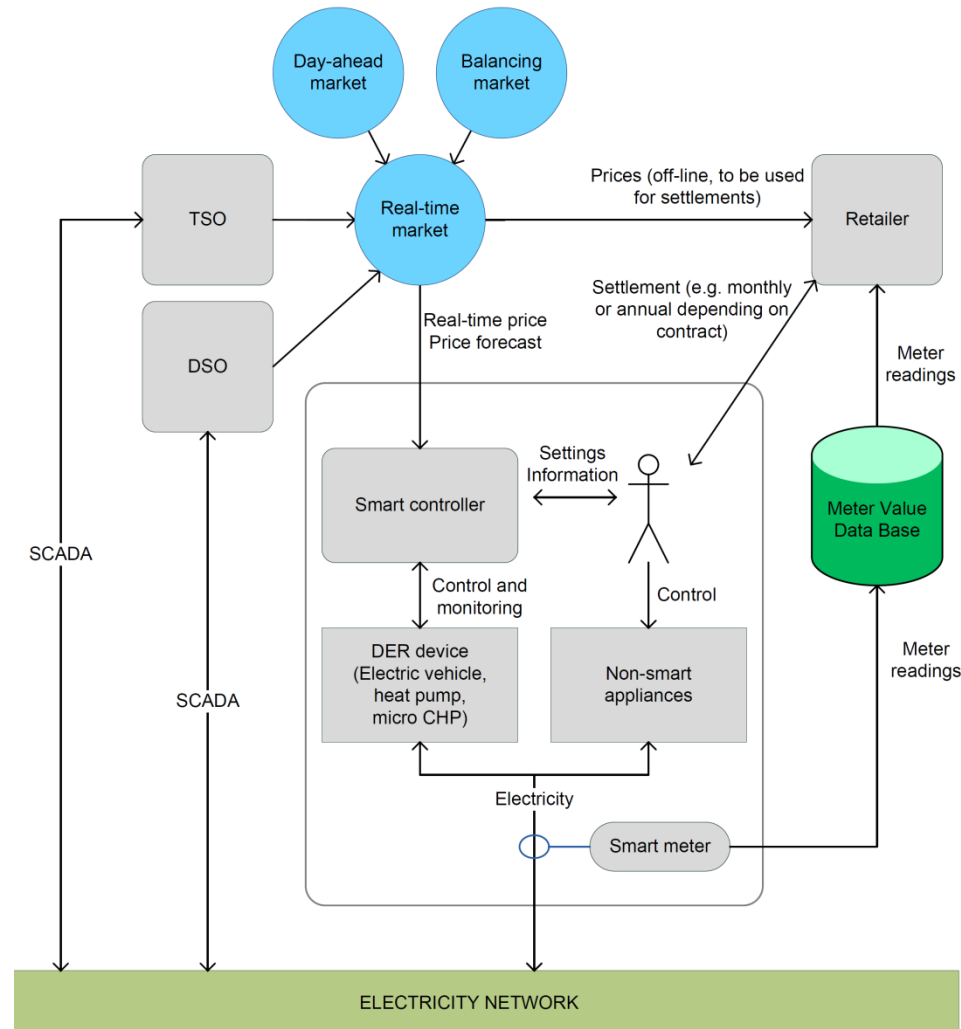 Day-ahead
market
Balancing
market
TSO
Real-time
market
Prices (off-line, to be used
for settlements)
Retailer
Settlement (e.g. monthly
or annual depending on
contract)
DSO
Real-time price
Price forecast
Meter
readings
Smart controller
Settings
Information
Meter Value
Data Base
SCADA
Control and
monitoring
Control
DER device
(Electric vehicle,
heat pump,
micro CHP)
Non-smart
appliances
Meter
readings
SCADA
Electricity
Smart meter
ELECTRICITY NETWORK